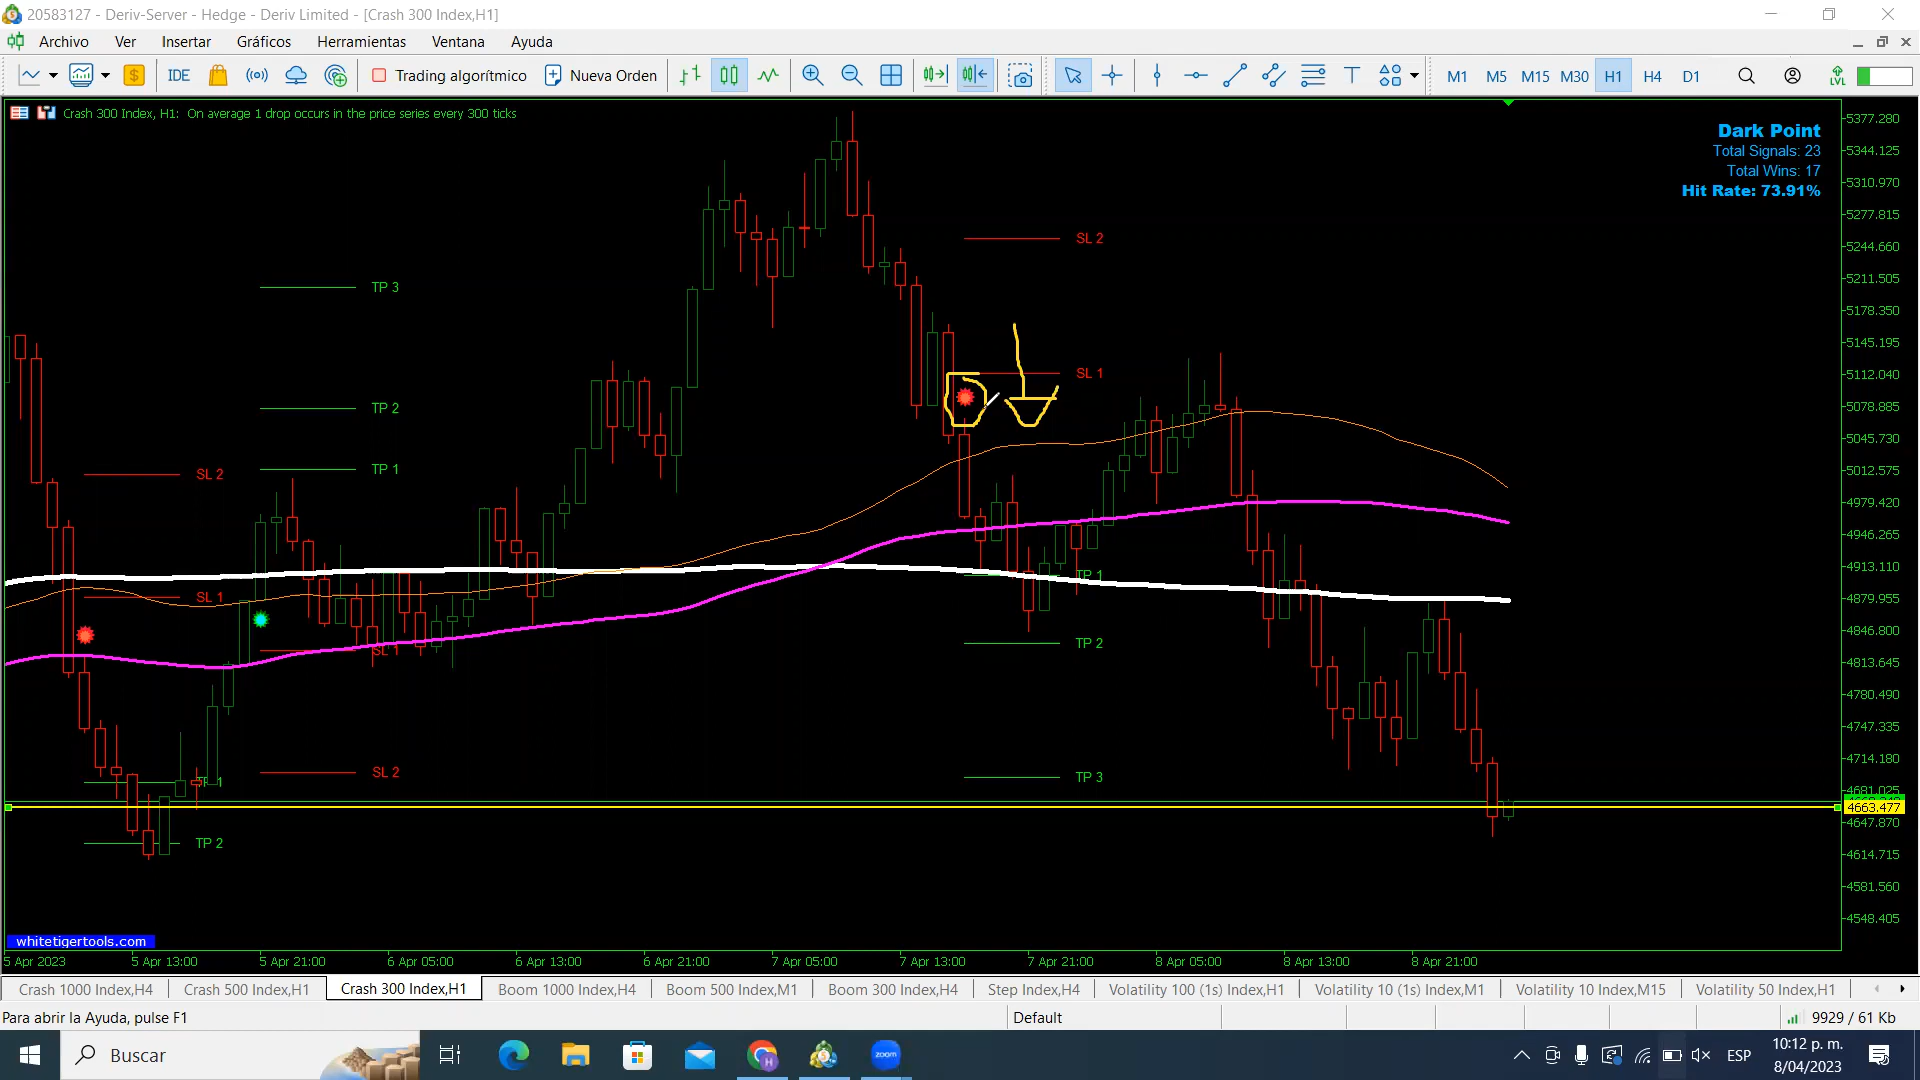 20583127 - Deriv-Server - Hedge - Deriv Limited - [Crash 300 Index,H1]
Archivo Ver Insertar Gráficos Herramientas Ventana Ayuda
IDE Trading algorítmico Nueva Orden M1 M5 M15 M30 H1 H4 D1 LVL
Crash 300 Index, H1: On average 1 drop occurs in the price series every 300 ticks
Dark Point
Total Signals: 23
Total Wins: 17
Hit Rate: 73.91%
5377.280
5344.125
5310.970
5277.815
5244.660
5211.505
5178.350
5145.195
5112.040
5078.885
5045.730
5012.575
4979.420
4946.265
4913.110
4879.955
4846.800
4813.645
4780.490
4747.335
4714.180
4681.025
4663.477
4647.870
4614.715
4581.560
4548.405
SL 2
TP 3
SL 1
TP 2
TP 1
SL 2
TP 1
SL 1
TP 2
SL 1
SL 2
TP 3
TP 2
whitetigertools.com
5 Apr 2023 5 Apr 13:00 5 Apr 21:00 6 Apr 05:00 6 Apr 13:00 6 Apr 21:00 7 Apr 05:00 7 Apr 13:00 7 Apr 21:00 8 Apr 05:00 8 Apr 13:00 8 Apr 21:00
Crash 1000 Index,H4 Crash 500 Index,H1 Crash 300 Index,H1 Boom 1000 Index,H4 Boom 500 Index,M1 Boom 300 Index,H4 Step Index,H4 Volatility 100 (1s) Index,H1 Volatility 10 (1s) Index,M1 Volatility 10 Index,M15 Volatility 50 Index,H1
Para abrir la Ayuda, pulse F1 Default 9929 / 61 Kb
Buscar zoom ESP 10:12 p. m.
8/04/2023